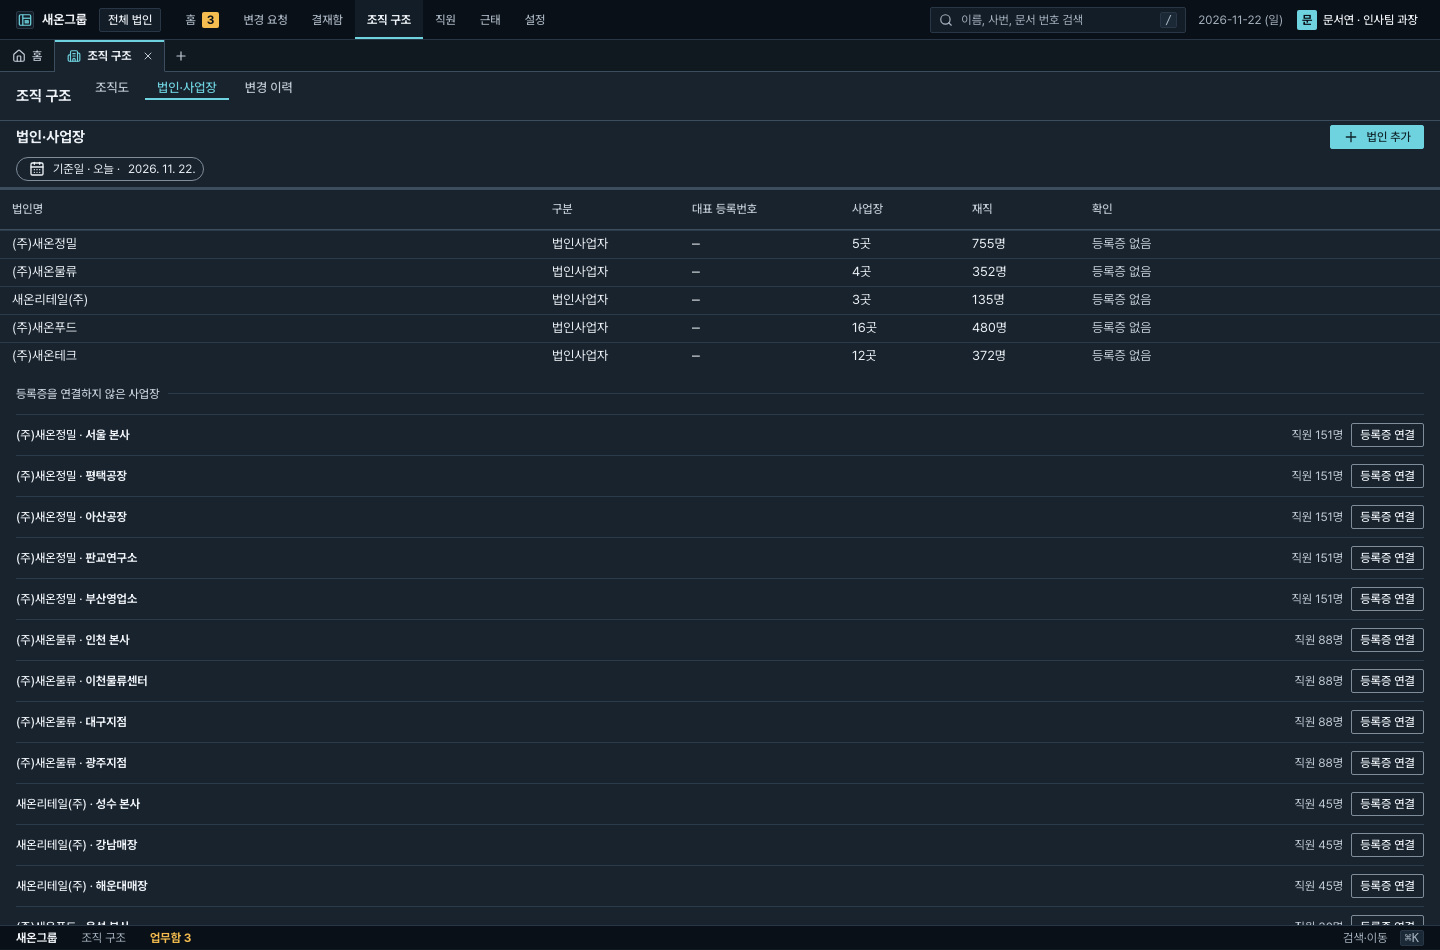 새온그룹 전체 법인 홈 3 변경 요청 결재함 조직 구조 직원 근태 설정 이름, 사번, 문서 번호 검색 / 2026-11-22 (일) 문 문서연 · 인사팀 과장
홈 조직 구조
조직 구조 조직도 법인·사업장 변경 이력
법인·사업장 법인 추가
기준일 · 오늘 · 2026. 11. 22.
법인명 구분 대표 등록번호 사업장 재직 확인
(주)새온정밀 법인사업자 — 5곳 755명 등록증 없음
(주)새온물류 법인사업자 — 4곳 352명 등록증 없음
새온리테일(주) 법인사업자 — 3곳 135명 등록증 없음
(주)새온푸드 법인사업자 — 16곳 480명 등록증 없음
(주)새온테크 법인사업자 — 12곳 372명 등록증 없음
등록증을 연결하지 않은 사업장
(주)새온정밀 · 서울 본사 직원 151명 등록증 연결
(주)새온정밀 · 평택공장 직원 151명 등록증 연결
(주)새온정밀 · 아산공장 직원 151명 등록증 연결
(주)새온정밀 · 판교연구소 직원 151명 등록증 연결
(주)새온정밀 · 부산영업소 직원 151명 등록증 연결
(주)새온물류 · 인천 본사 직원 88명 등록증 연결
(주)새온물류 · 이천물류센터 직원 88명 등록증 연결
(주)새온물류 · 대구지점 직원 88명 등록증 연결
(주)새온물류 · 광주지점 직원 88명 등록증 연결
새온리테일(주) · 성수 본사 직원 45명 등록증 연결
새온리테일(주) · 강남매장 직원 45명 등록증 연결
새온리테일(주) · 해운대매장 직원 45명 등록증 연결
새온그룹 조직 구조 업무함 3 검색·이동 ⌘K